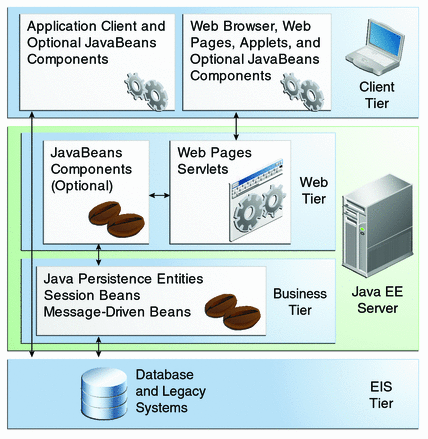 Application Client and
Optional JavaBeans
Components
Web Browser, Web
Pages, Applets, and
Optional JavaBeans
Components
Client
Tier
JavaBeans
Components
(Optional)
Web Pages
Servlets
Web
Tier
Java Persistence Entities
Session Beans
Message-Driven Beans
Business
Tier
Java EE
Server
Database
and Legacy
Systems
EIS
Tier